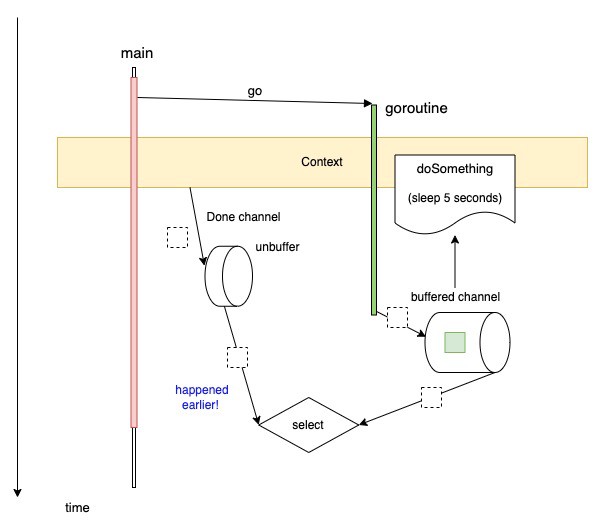 main
go
goroutine
Context
doSomething
(sleep 5 seconds)
Done channel
unbuffer
buffered channel
happened
earlier!
select
time